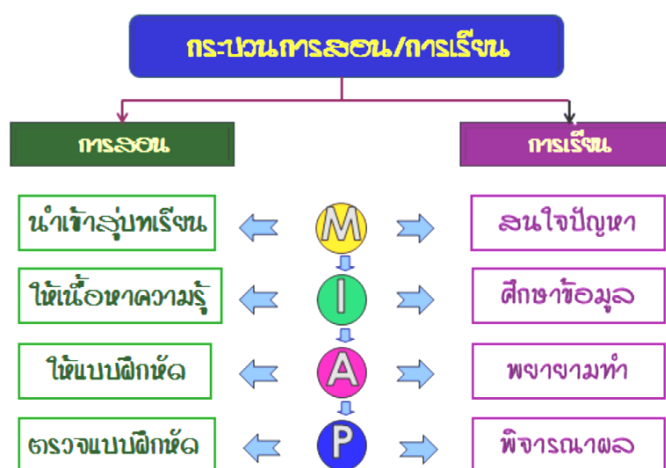 กระบวนการสอน/การเรียน
การสอน
การเรียน
นำเข้าสู่บทเรียน
M
สนใจปัญหา
ให้เนื้อหาความรู้
I
ศึกษาข้อมูล
ให้แบบฝึกหัด
A
พยายามทำ
ตรวจแบบฝึกหัด
P
พิจารณาผล